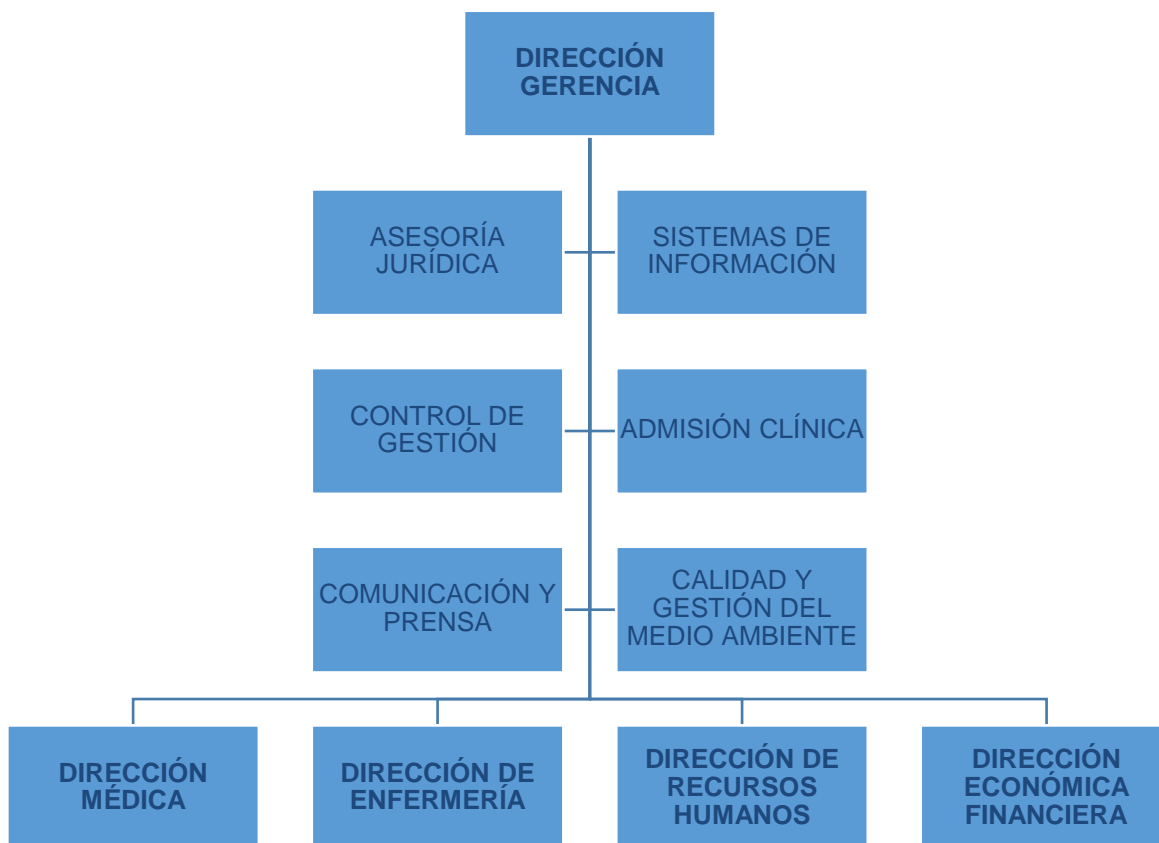 DIRECCIÓN
GERENCIA
ASESORÍA
JURÍDICA
SISTEMAS DE
INFORMACIÓN
CONTROL DE
GESTIÓN
ADMISIÓN CLÍNICA
COMUNICACIÓN Y
PRENSA
CALIDAD Y
GESTIÓN DEL
MEDIO AMBIENTE
DIRECCIÓN
MÉDICA
DIRECCIÓN DE
ENFERMERÍA
DIRECCIÓN DE
RECURSOS
HUMANOS
DIRECCIÓN
ECONÓMICA
FINANCIERA